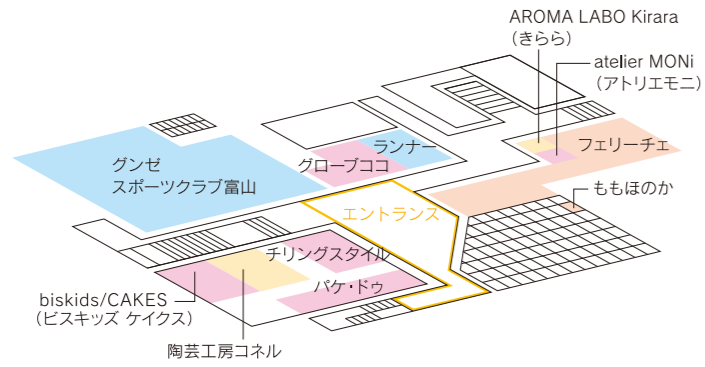 AROMA LABO Kirara
（きらら）
atelier MONi
（アトリエモニ）
ランナー
フェリーチェ
グンゼ
スポーツクラブ富山
グローブココ
ももほのか
エントランス
チリングスタイル
パケ・ドゥ
biskids/CAKES
（ビスキッズ ケイクス）
陶芸工房コネル